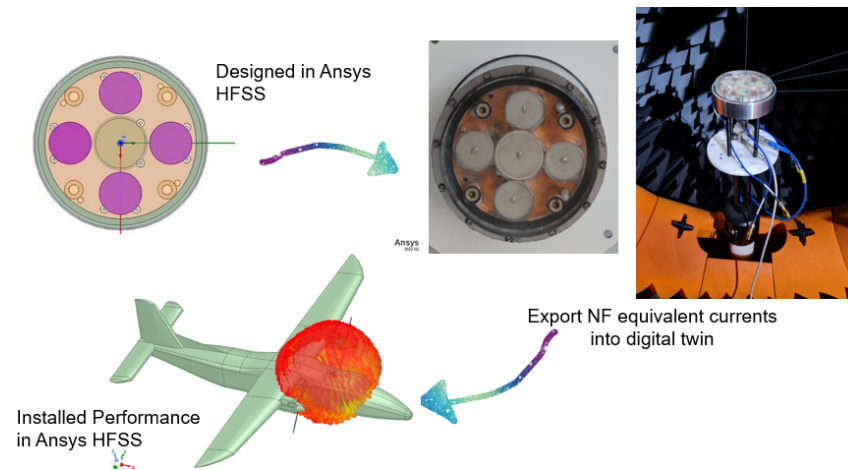 Designed in Ansys
HFSS
Ansys
Export NF equivalent currents
into digital twin
Installed Performance
in Ansys HFSS